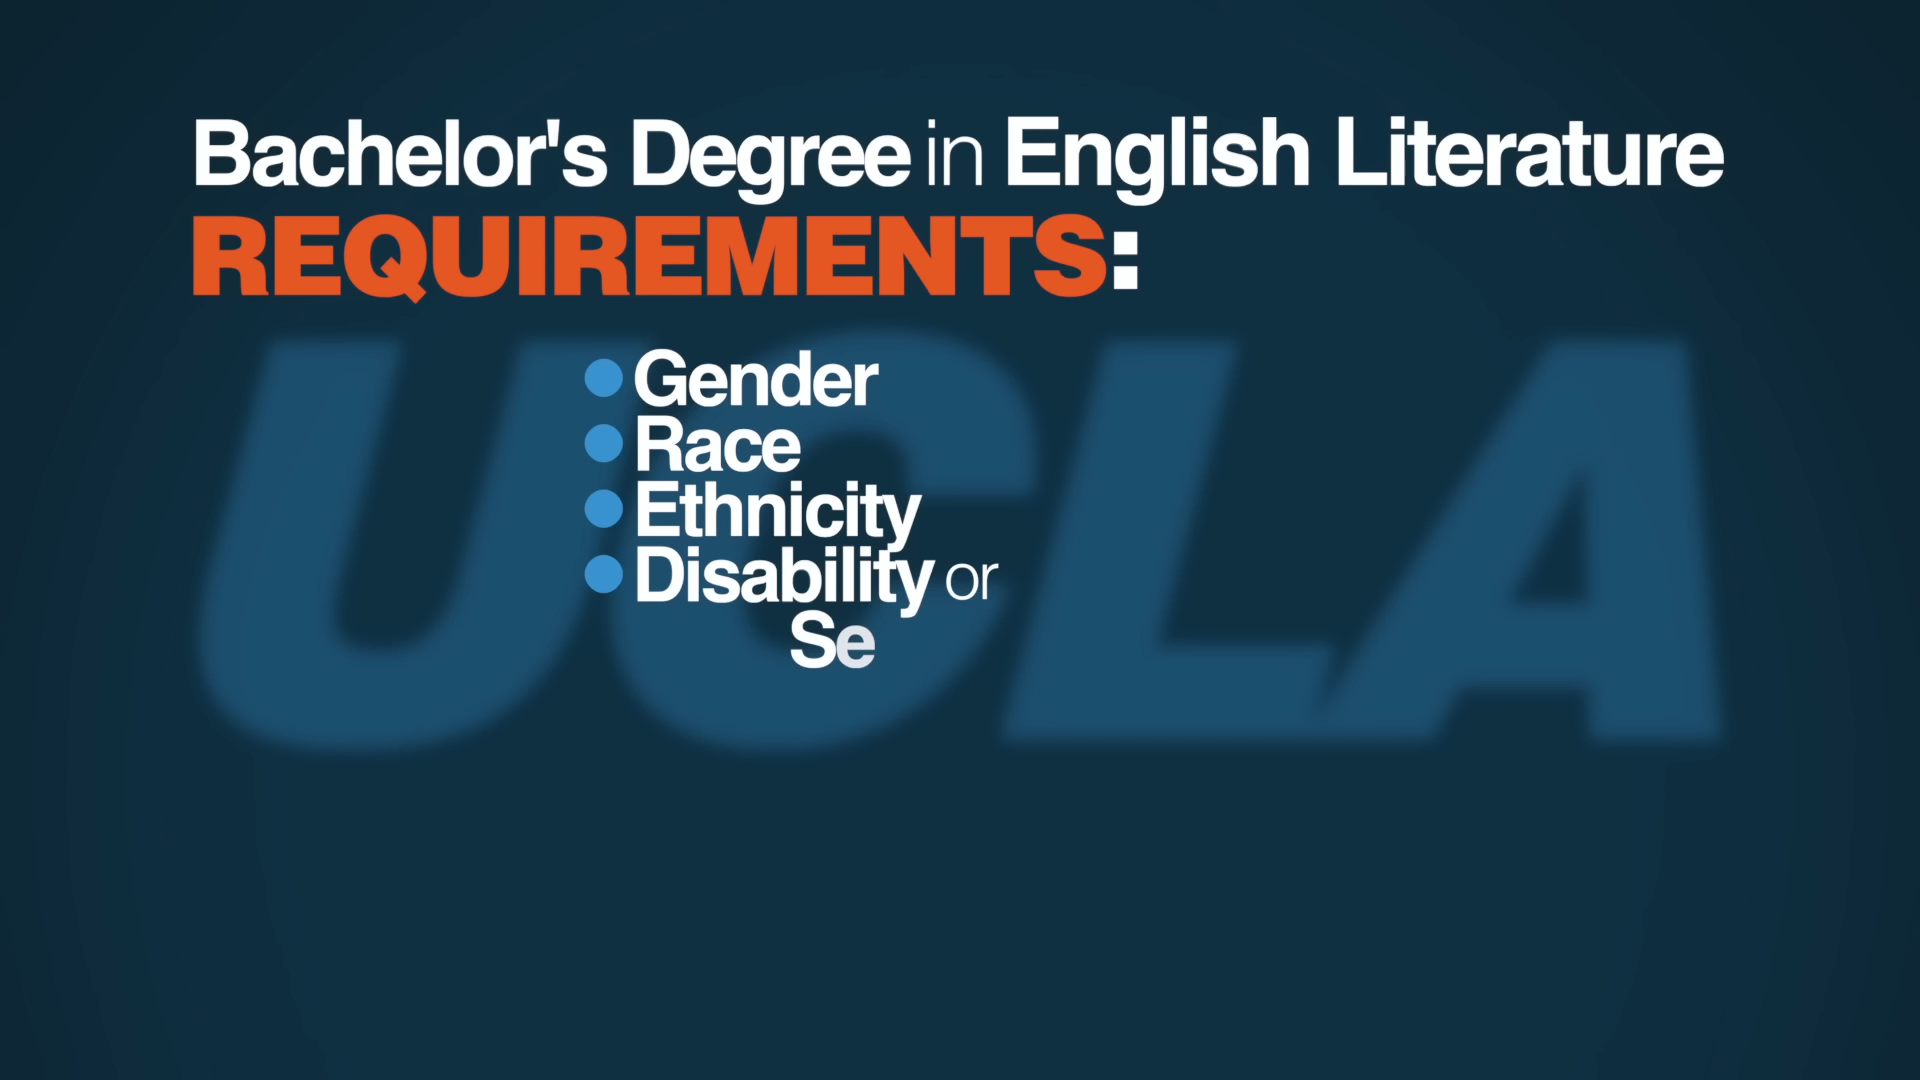 Bachelor's Degree in English Literature
REQUIREMENTS:
UCLA
Gender
Race
Ethnicity
Disability or
Se